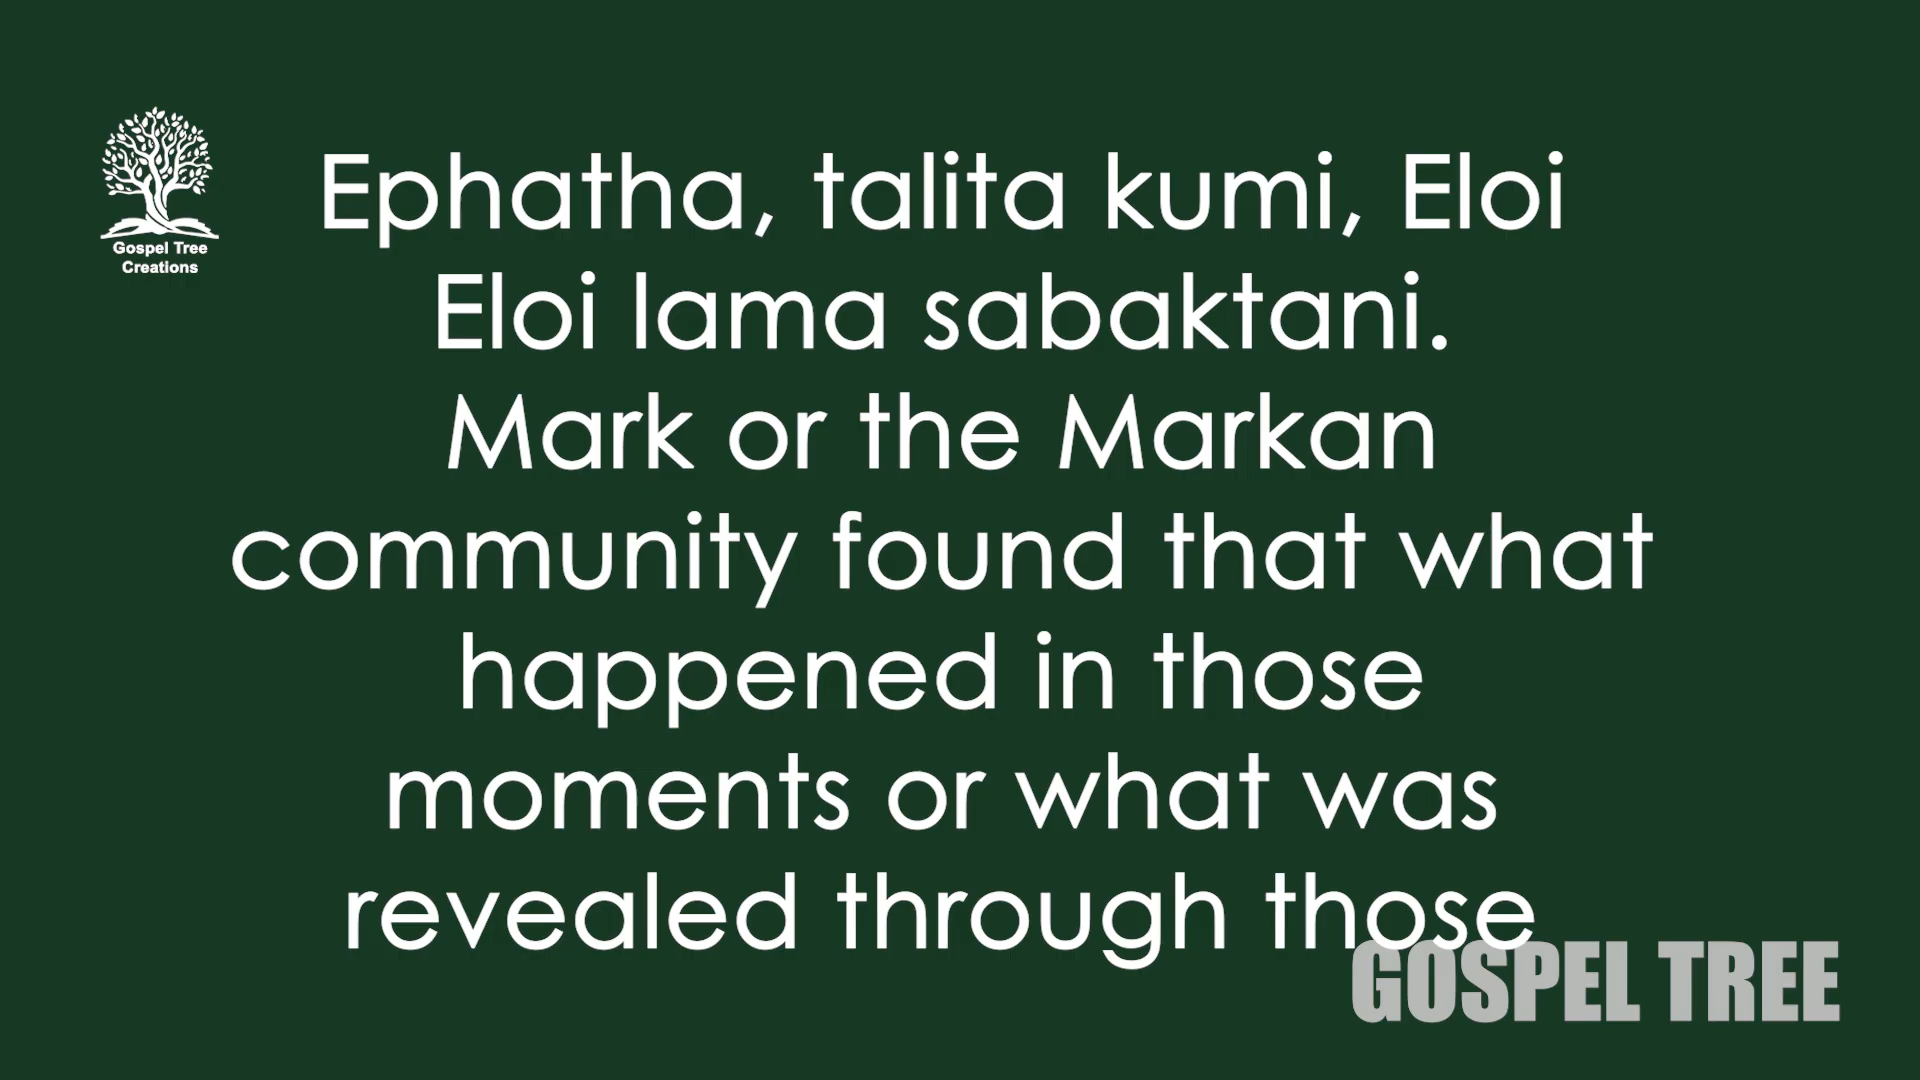 Gospel Tree
Creations
Ephatha, talita kumi, Eloi
Eloi lama sabaktani.
Mark or the Markan
community found that what
happened in those
moments or what was
revealed through those
GOSPEL TREE